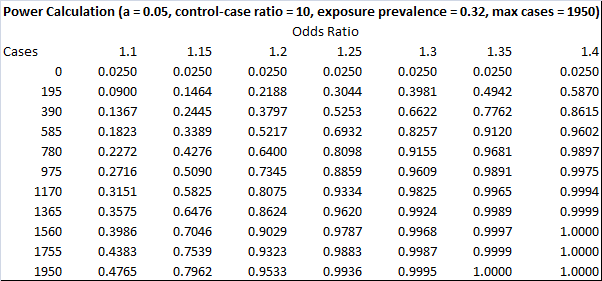 Power Calculation (a = 0.05, control-case ratio = 10, exposure prevalence = 0.32, max cases = 1950)
Odds Ratio
Cases 1.1 1.15 1.2 1.25 1.3 1.35 1.4
0 0.0250 0.0250 0.0250 0.0250 0.0250 0.0250 0.0250
195 0.0900 0.1464 0.2188 0.3044 0.3981 0.4942 0.5870
390 0.1367 0.2445 0.3797 0.5253 0.6622 0.7762 0.8615
585 0.1823 0.3389 0.5217 0.6932 0.8257 0.9120 0.9602
780 0.2272 0.4276 0.6400 0.8098 0.9155 0.9681 0.9897
975 0.2716 0.5090 0.7345 0.8859 0.9609 0.9891 0.9975
1170 0.3151 0.5825 0.8075 0.9334 0.9825 0.9965 0.9994
1365 0.3575 0.6476 0.8624 0.9620 0.9924 0.9989 0.9999
1560 0.3986 0.7046 0.9029 0.9787 0.9968 0.9997 1.0000
1755 0.4383 0.7539 0.9323 0.9883 0.9987 0.9999 1.0000
1950 0.4765 0.7962 0.9533 0.9936 0.9995 1.0000 1.0000